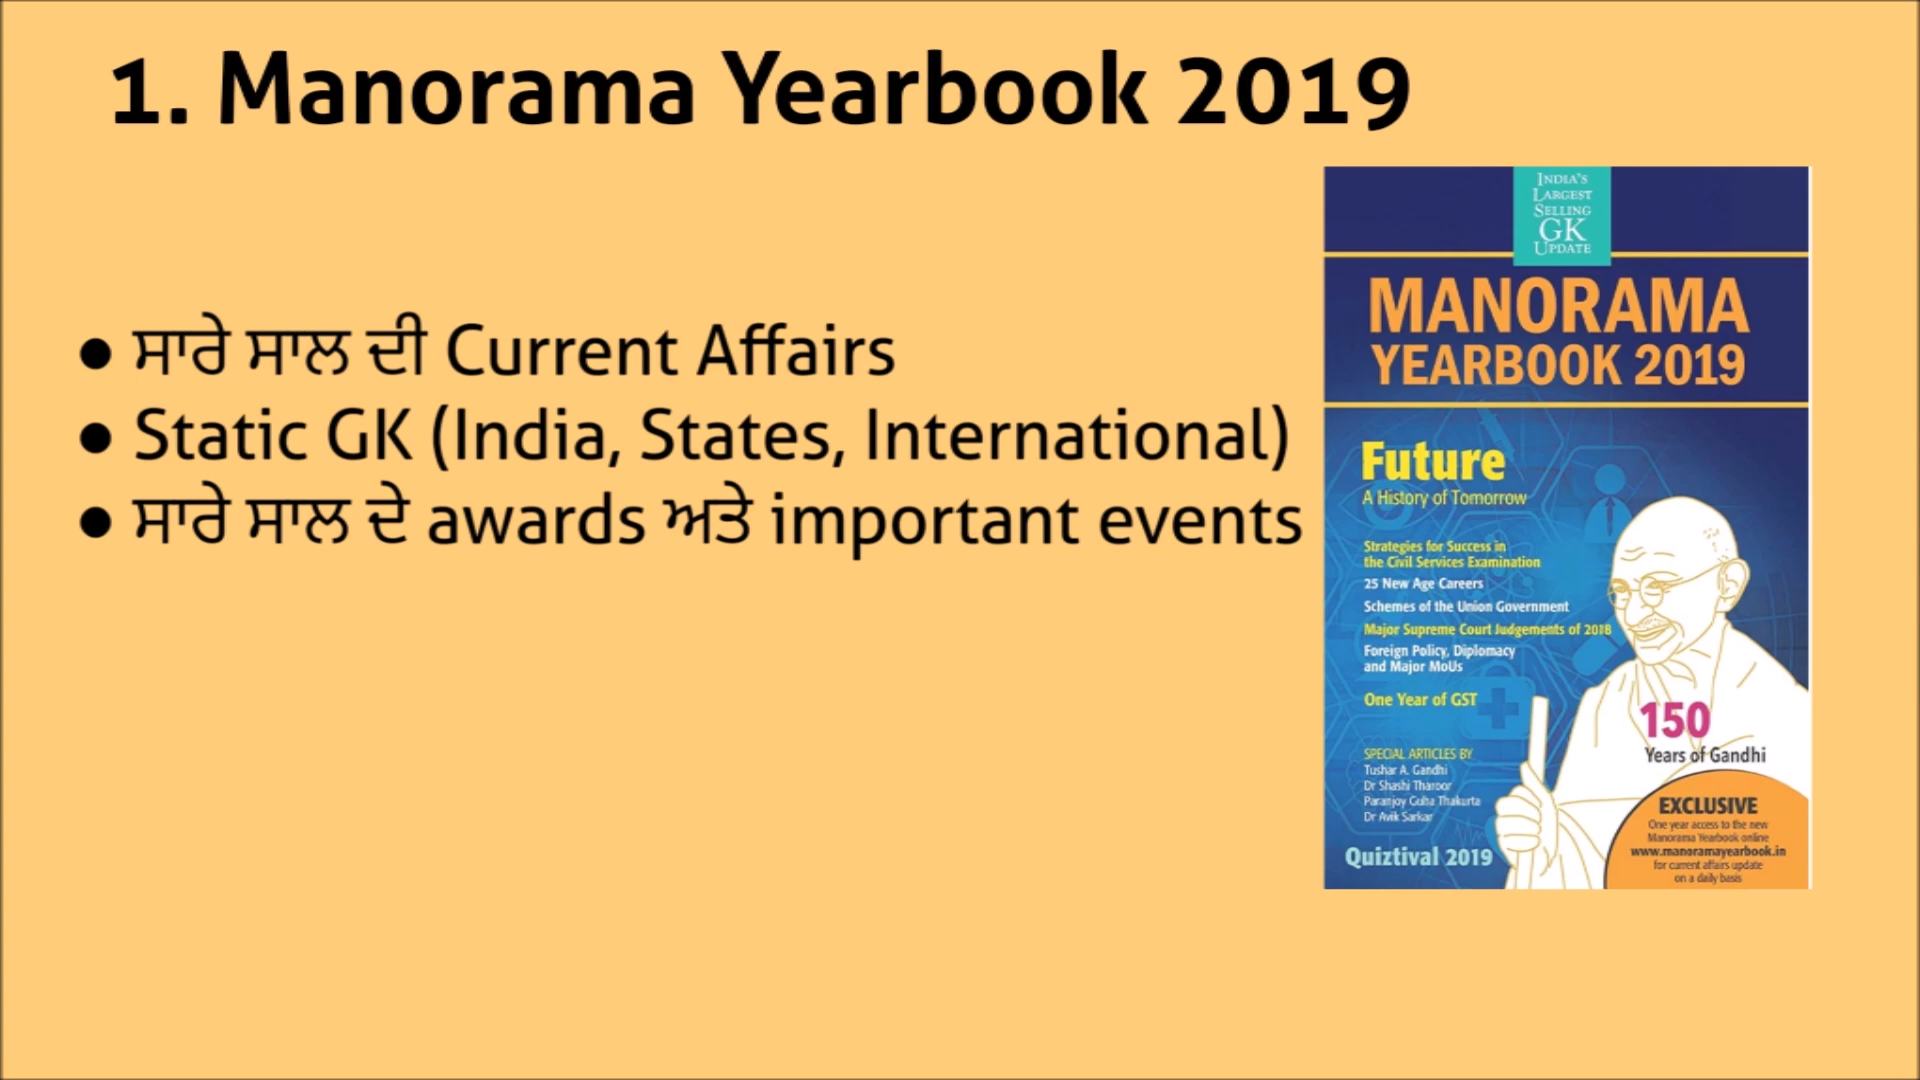 1. Manorama Yearbook 2019
● ਸਾਰੇ ਸਾਲ ਦੀ Current Affairs
● Static GK (India, States, International)
● ਸਾਰੇ ਸਾਲ ਦੇ awards ਅਤੇ important events
INDIA'S
LARGEST
SELLING
GK
UPDATE
MANORAMA
YEARBOOK 2019
Future
A History of Tomorrow
Strategies for Success in
the Civil Services Examination
25 New Age Careers
Schemes of the Union Government
Major Supreme Court Judgements of 2018
Foreign Policy, Diplomacy
and Major MoUs
One Year of GST
SPECIAL ARTICLES BY
Tushar A. Gandhi
Dr Shashi Tharoor
Paranjoy Guha Thakurta
Dr Avik Sarkar
Quiztival 2019
150
Years of Gandhi
EXCLUSIVE
One year access to the new
Manorama Yearbook online
www.manoramayearbook.in
for current affairs update
on a daily basis